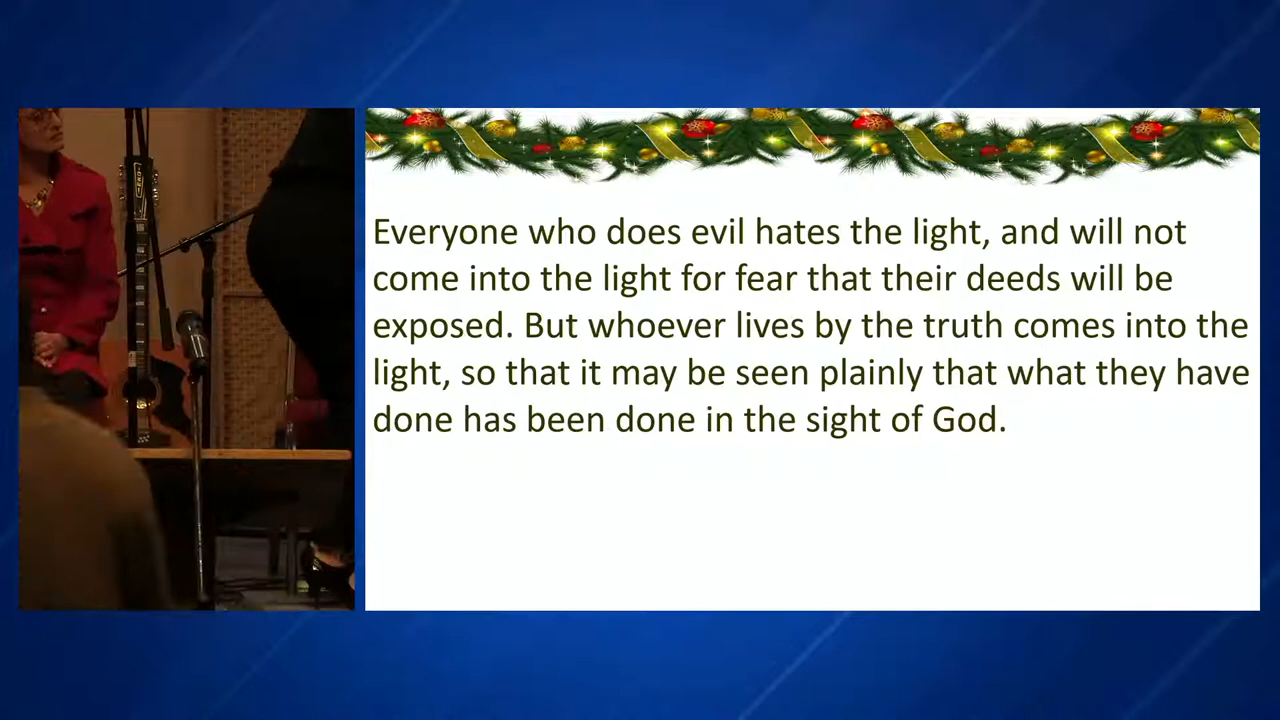 Everyone who does evil hates the light, and will not
come into the light for fear that their deeds will be
exposed. But whoever lives by the truth comes into the
light, so that it may be seen plainly that what they have
done has been done in the sight of God.